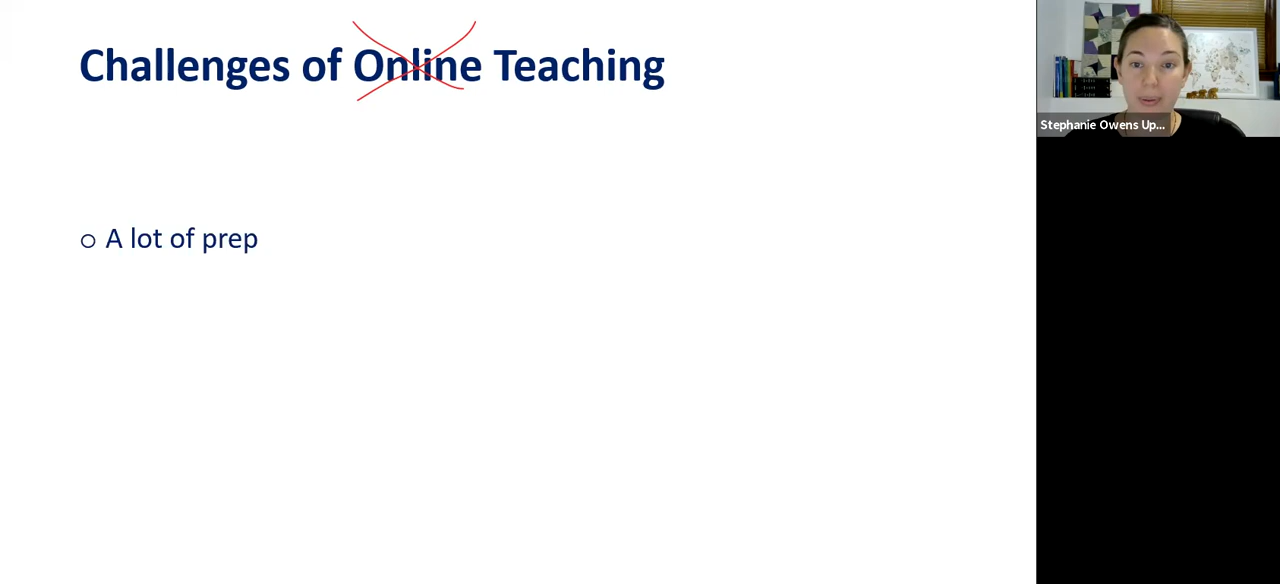 Challenges of Online Teaching
Stephanie Owens Up...
A lot of prep